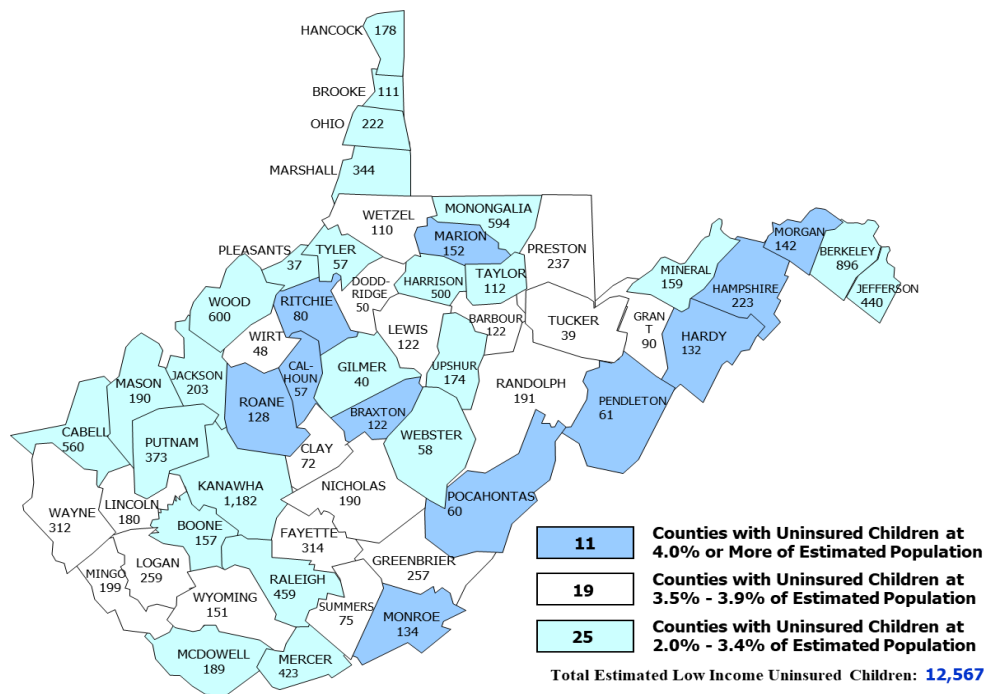 HANCOCK
178
BROOKE
111
OHIO
222
MARSHALL
344
WETZEL
110
MONONGALIA
594
MARION
152
PRESTON
237
PLEASANTS
37
TYLER
57
DODD-
RIDGE
50
HARRISON
500
TAYLOR
112
MINERAL
159
MORGAN
142
BERKELEY
896
JEFFERSON
440
HAMPSHIRE
223
WOOD
600
RITCHIE
80
BARBOUR
122
TUCKER
39
GRAN
T
90
HARDY
132
WIRT
48
LEWIS
122
CAL-
HOUN
57
GILMER
40
UPSHUR
174
RANDOLPH
191
PENDLETON
61
MASON
190
JACKSON
203
ROANE
128
BRAXTON
122
WEBSTER
58
CABELL
560
PUTNAM
373
CLAY
72
KANAWHA
1,182
NICHOLAS
190
POCAHONTAS
60
WAYNE
312
LINCOLN
180
BOONE
157
FAYETTE
314
GREENBRIER
257
MINGO
199
LOGAN
259
RALEIGH
459
WYOMING
151
SUMMERS
75
MONROE
134
MCDOWELL
189
MERCER
423
11
Counties with Uninsured Children at
4.0% or More of Estimated Population
19
Counties with Uninsured Children at
3.5% - 3.9% of Estimated Population
25
Counties with Uninsured Children at
2.0% - 3.4% of Estimated Population
Total Estimated Low Income Uninsured Children: 12,567